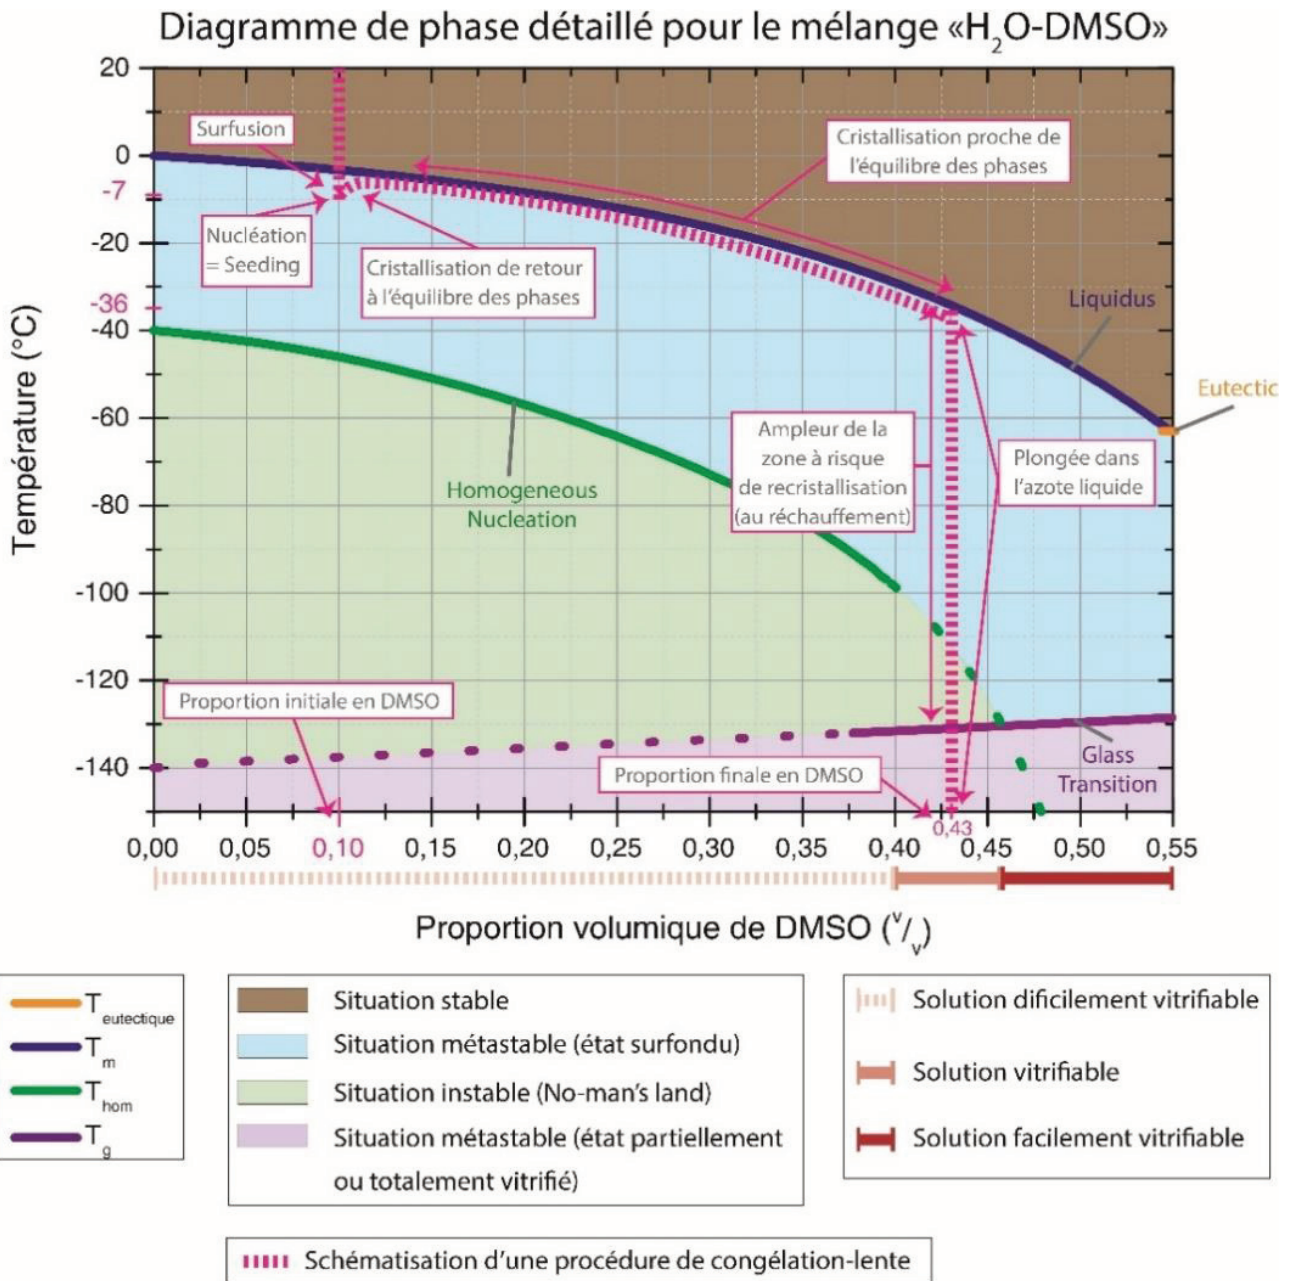 Diagramme de phase détaillé pour le mélange «H₂O-DMSO»
20
0
-7
-20
-36
-40
-60
-80
-100
-120
-140
Température (°C)
Surfusion
Nucléation
= Seeding
Cristallisation de retour
à l'équilibre des phases
Cristallisation proche de
l'équilibre des phases
Liquidus
Eutectic
Homogeneous
Nucleation
Ampleur de la
zone à risque
de recristallisation
(au réchauffement)
Plongée dans
l'azote liquide
Proportion initiale en DMSO
Proportion finale en DMSO
Glass
Transition
0,43
0,00 0,05 0,10 0,15 0,20 0,25 0,30 0,35 0,40 0,45 0,50 0,55
Proportion volumique de DMSO (v/v)
T eutectique
T m
T hom
T g
Situation stable
Situation métastable (état surfondu)
Situation instable (No-man's land)
Situation métastable (état partiellement
ou totalement vitrifié)
Solution dificilement vitrifiable
Solution vitrifiable
Solution facilement vitrifiable
Schématisation d'une procédure de congélation-lente